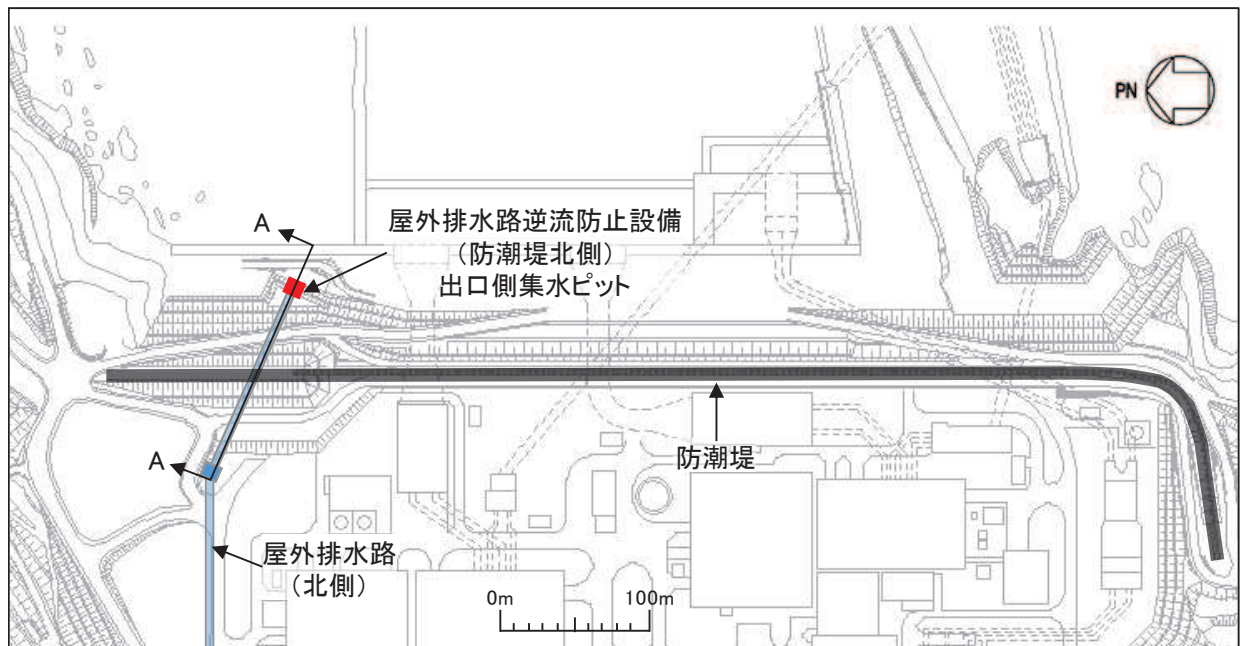 PN
A
屋外排水路逆流防止設備
(防潮堤北側)
出口側集水ピット
A
防潮堤
屋外排水路
(北側)
0m 100m